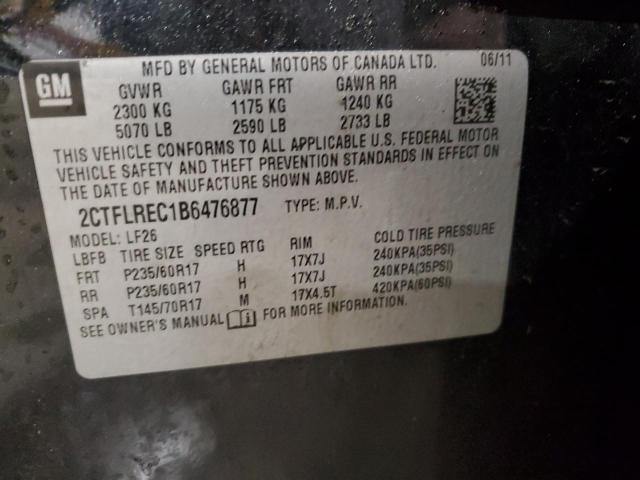 GM
MFD BY GENERAL MOTORS OF CANADA LTD. 06/11
GVWR GAWR FRT GAWR RR
2300 KG 1175 KG 1240 KG
5070 LB 2590 LB 2733 LB
THIS VEHICLE CONFORMS TO ALL APPLICABLE U.S. FEDERAL MOTOR
VEHICLE SAFETY AND THEFT PREVENTION STANDARDS IN EFFECT ON
THE DATE OF MANUFACTURE SHOWN ABOVE.
2CTFLREC1B6476877 TYPE: M.P.V.
MODEL: LF26
LBFB TIRE SIZE SPEED RTG RIM COLD TIRE PRESSURE
FRT P235/60R17 H 17X7J 240KPA(35PSI)
RR P235/60R17 H 17X7J 240KPA(35PSI)
SPA T145/70R17 M 17X4.5T 420KPA(60PSI)
SEE OWNER'S MANUAL FOR MORE INFORMATION.